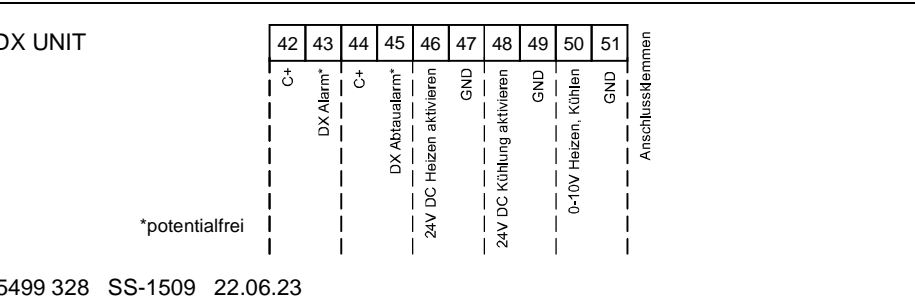 DX UNIT
42 43 44 45 46 47 48 49 50 51
C+
DX Alarm*
C+
DX Abtaualarm*
24V DC Heizen aktivieren
GND
24V DC Kühlung aktivieren
GND
0-10V Heizen, Kühlen
GND
Anschlussklemmen
*potentialfrei
5499 328 SS-1509 22.06.23